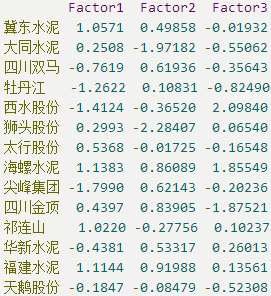 Factor1 Factor2 Factor3
冀东水泥 1.0571 0.49858 -0.01932
大同水泥 0.2508 -1.97182 -0.55062
四川双马 -0.7619 0.61936 -0.35643
牡丹江 -1.2622 0.10831 -0.82490
西水股份 -1.4124 -0.36520 2.09840
狮头股份 0.2993 -2.28407 0.06540
太行股份 0.5368 -0.01725 -0.16548
海螺水泥 1.1383 0.86089 1.85549
尖峰集团 -1.7990 0.62143 -0.20236
四川金顶 0.4397 0.83905 -1.87521
祁连山 1.0220 -0.27756 0.10237
华新水泥 -0.4381 0.53317 0.26013
福建水泥 1.1144 0.91988 0.13561
天鹅股份 -0.1847 -0.08479 -0.52308